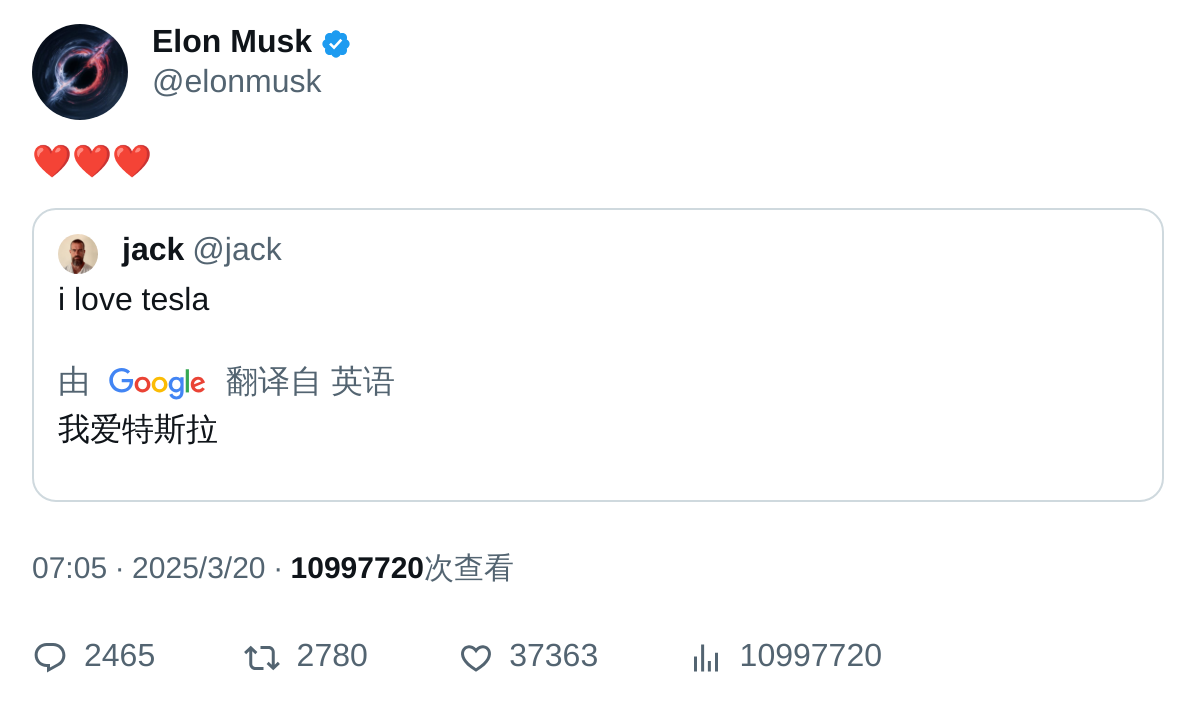 Elon Musk
@elonmusk
❤️❤️❤️
jack @jack
i love tesla
由 Google 翻译自 英语
我爱特斯拉
07:05 · 2025/3/20 · 10997720次查看
2465 2780 37363 10997720